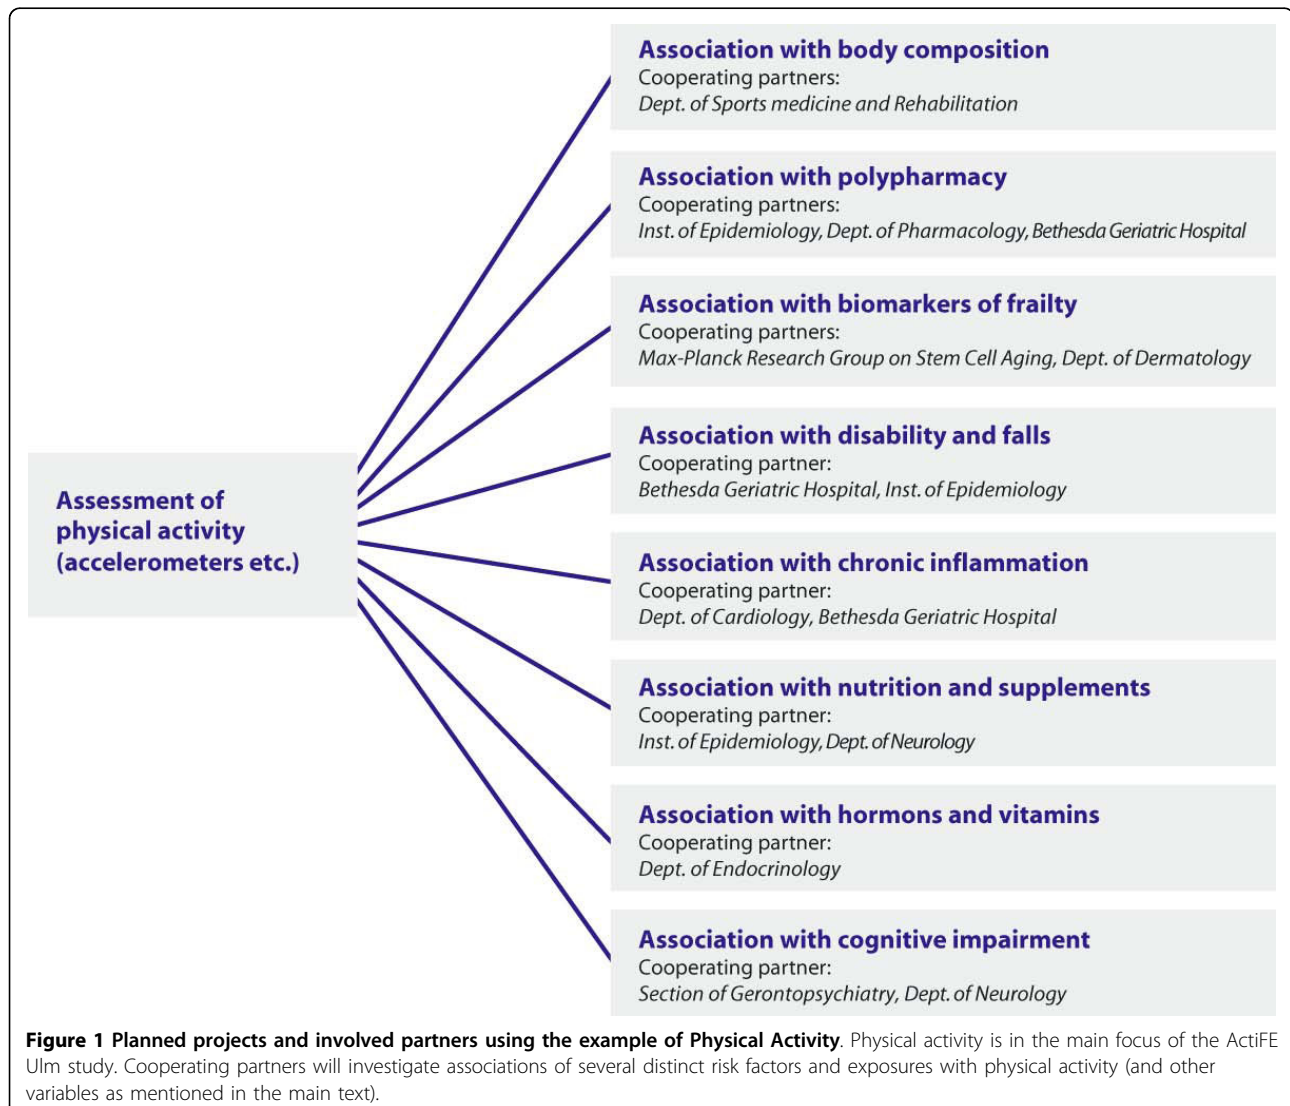 Association with body composition
Cooperating partners:
Dept. of Sports medicine and Rehabilitation
Association with polypharmacy
Cooperating partners:
Inst. of Epidemiology, Dept. of Pharmacology, Bethesda Geriatric Hospital
Association with biomarkers of frailty
Cooperating partners:
Max-Planck Research Group on Stem Cell Aging, Dept. of Dermatology
Association with disability and falls
Cooperating partner:
Bethesda Geriatric Hospital, Inst. of Epidemiology
Assessment of
physical activity
(accelerometers etc.)
Association with chronic inflammation
Cooperating partner:
Dept. of Cardiology, Bethesda Geriatric Hospital
Association with nutrition and supplements
Cooperating partner:
Inst. of Epidemiology, Dept. of Neurology
Association with hormons and vitamins
Cooperating partner:
Dept. of Endocrinology
Association with cognitive impairment
Cooperating partner:
Section of Gerontopsychiatry, Dept. of Neurology
Figure 1 Planned projects and involved partners using the example of Physical Activity. Physical activity is in the main focus of the ActiFE
Ulm study. Cooperating partners will investigate associations of several distinct risk factors and exposures with physical activity (and other
variables as mentioned in the main text).